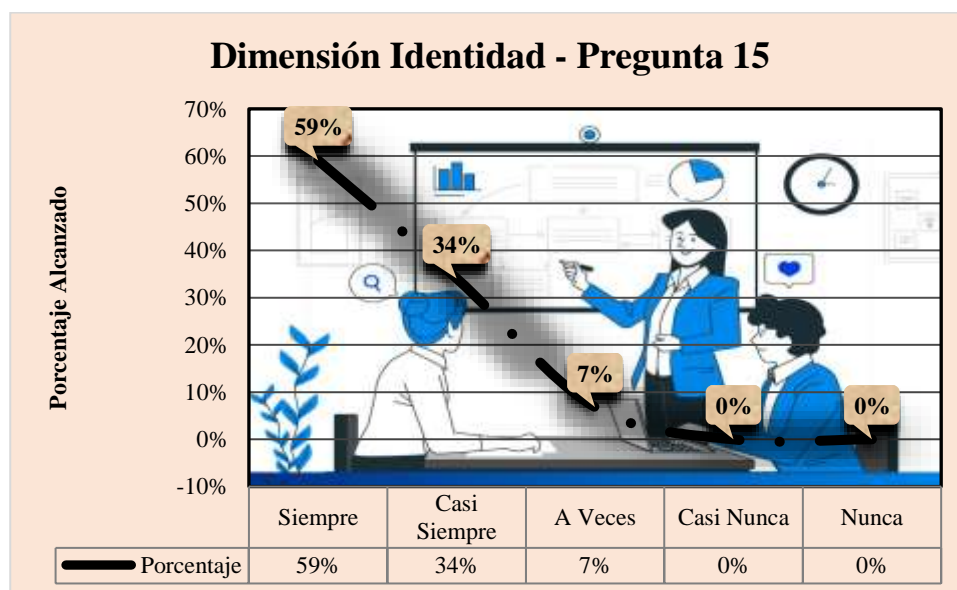 Dimensión Identidad - Pregunta 15
Porcentaje Alcanzado
70%
60%
50%
40%
30%
20%
10%
0%
-10%
59%
34%
7%
0%
0%
Siempre
Casi
Siempre
A Veces
Casi Nunca
Nunca
Porcentaje
59%
34%
7%
0%
0%